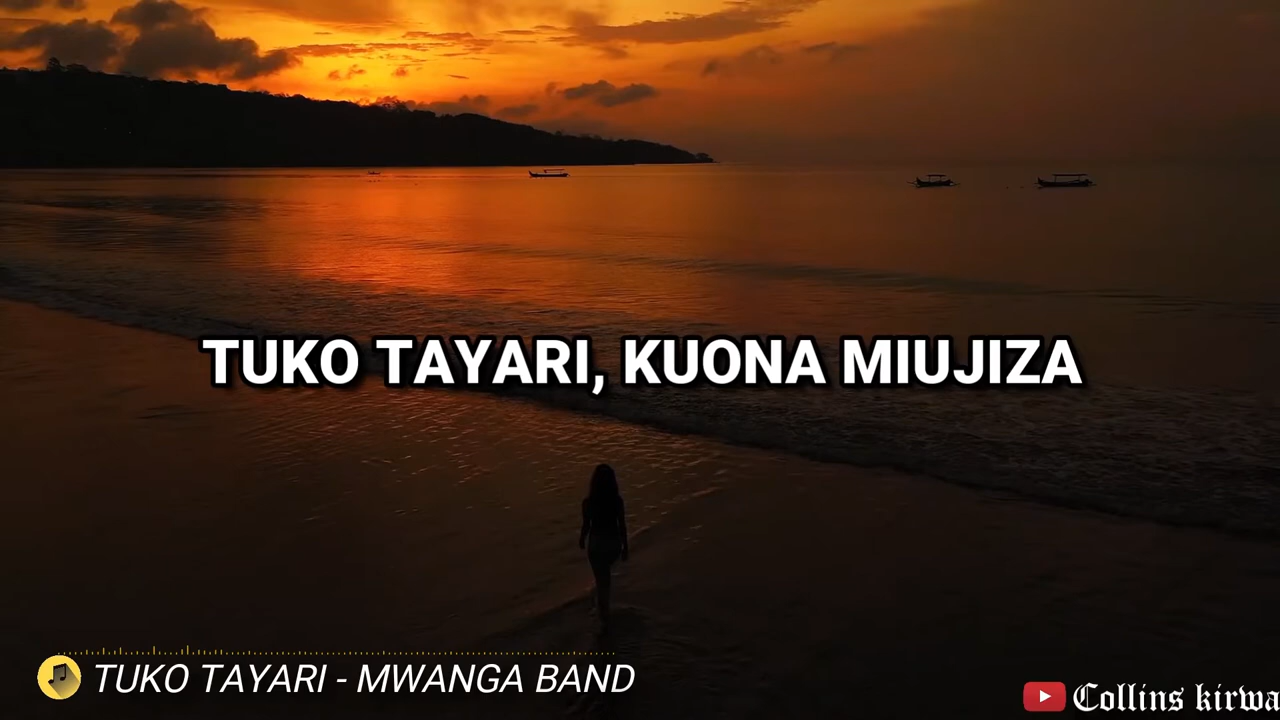 TUKO TAYARI, KUONA MIUJIZA
TUKO TAYARI - MWANGA BAND
Collins kirwa